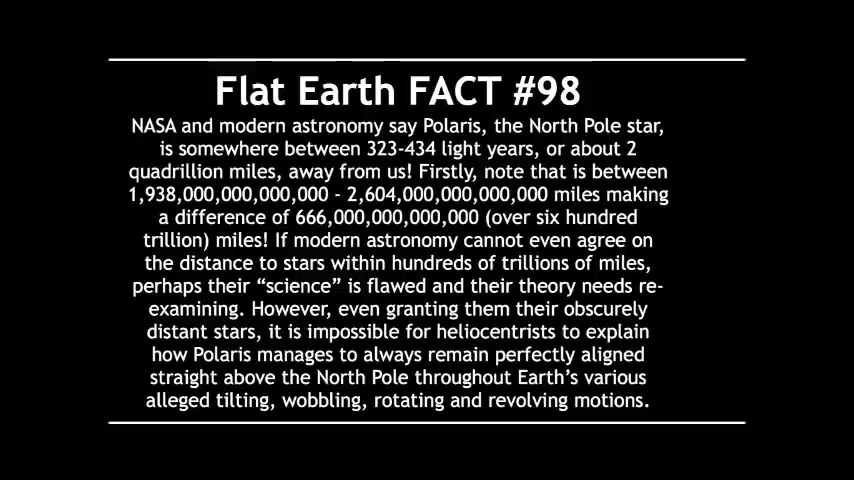 Flat Earth FACT #98
NASA and modern astronomy say Polaris, the North Pole star,
is somewhere between 323-434 light years, or about 2
quadrillion miles, away from us! Firstly, note that is between
1,938,000,000,000,000 - 2,604,000,000,000,000 miles making
a difference of 666,000,000,000,000 (over six hundred
trillion) miles! If modern astronomy cannot even agree on
the distance to stars within hundreds of trillions of miles,
perhaps their “science” is flawed and their theory needs re-
examining. However, even granting them their obscurely
distant stars, it is impossible for heliocentrists to explain
how Polaris manages to always remain perfectly aligned
straight above the North Pole throughout Earth’s various
alleged tilting, wobbling, rotating and revolving motions.